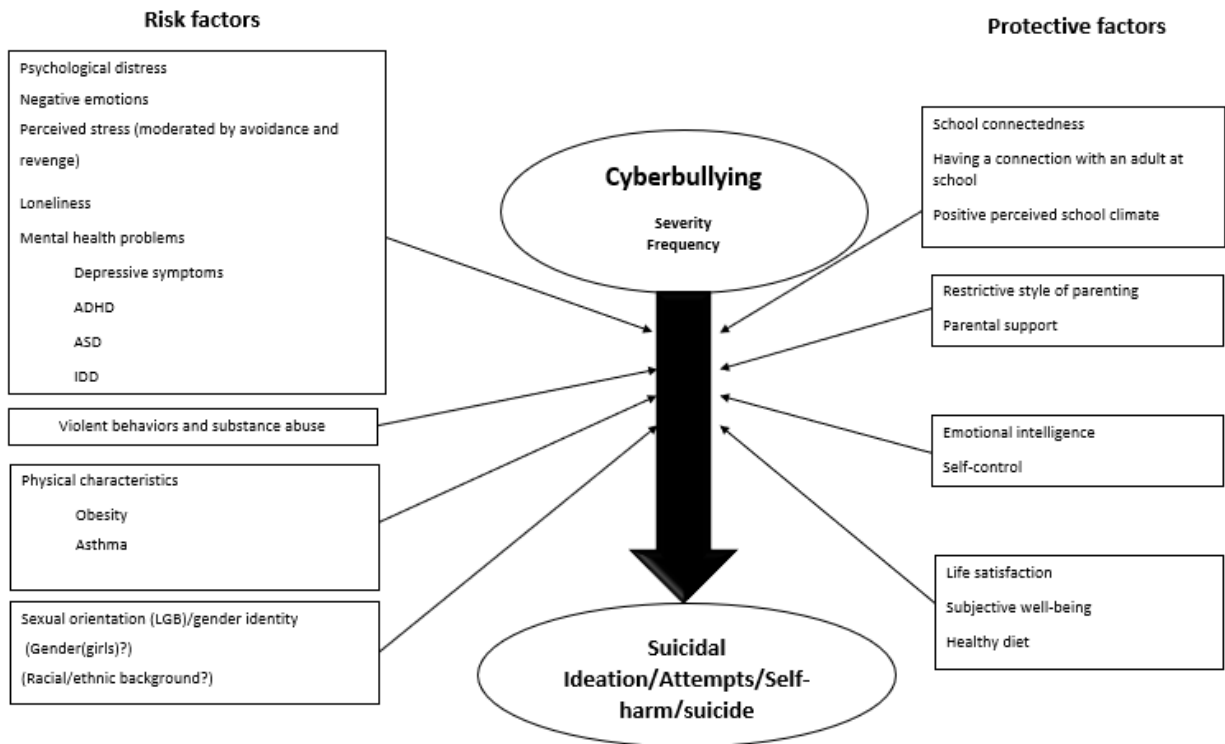 Risk factors
Psychological distress
Negative emotions
Perceived stress (moderated by avoidance and
revenge)
Loneliness
Mental health problems
Depressive symptoms
ADHD
ASD
IDD
Violent behaviors and substance abuse
Physical characteristics
Obesity
Asthma
Sexual orientation (LGB)/gender identity
(Gender(girls)?)
(Racial/ethnic background?)
Cyberbullying
Severity
Frequency
Suicidal
Ideation/Attempts/Self-
harm/suicide
Protective factors
School connectedness
Having a connection with an adult at
school
Positive perceived school climate
Restrictive style of parenting
Parental support
Emotional intelligence
Self-control
Life satisfaction
Subjective well-being
Healthy diet